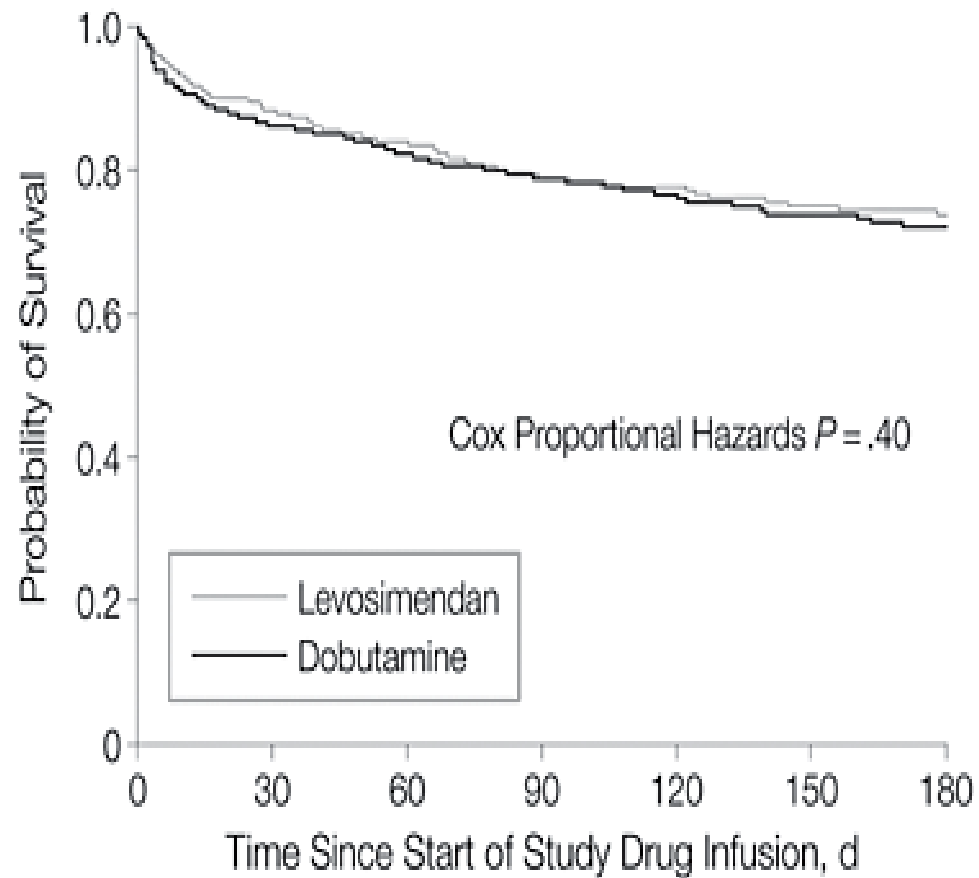 Probability of Survival
1.0
0.8
0.6
0.4
0.2
0
Cox Proportional Hazards P = .40
Levosimendan
Dobutamine
0 30 60 90 120 150 180
Time Since Start of Study Drug Infusion, d